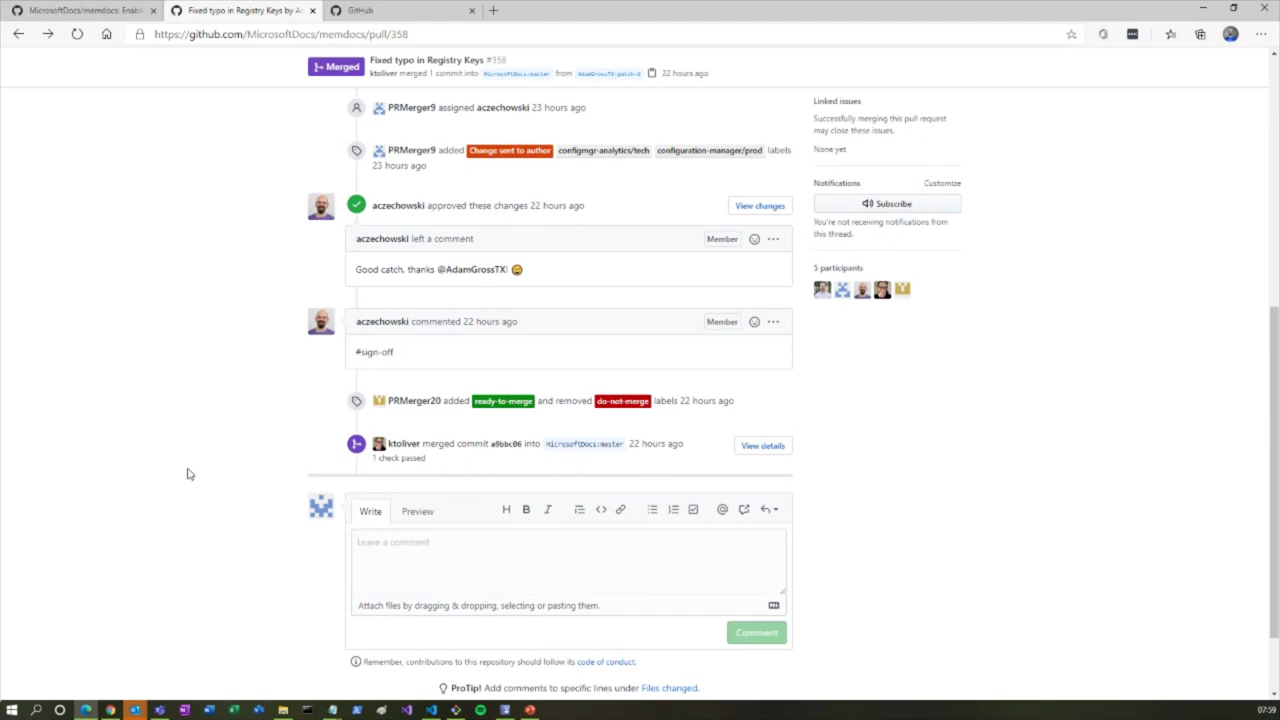 MicrosoftDocs/memdocs: Enabl
Fixed typo in Registry Keys by A
GitHub
https://github.com/MicrosoftDocs/memdocs/pull/358
Merged
Fixed typo in Registry Keys #358
ktoliver merged 1 commit into MicrosoftDocs:master from AdamGrossTX:patch-6 22 hours ago
PRMerger9 assigned aczechowski 23 hours ago
PRMerger9 added Change sent to author configmgr-analytics/tech configuration-manager/prod labels
23 hours ago
aczechowski approved these changes 22 hours ago
View changes
aczechowski left a comment
Member
Good catch, thanks @AdamGrossTX!
aczechowski commented 22 hours ago
Member
#sign-off
PRMerger20 added ready-to-merge and removed do-not-merge labels 22 hours ago
ktoliver merged commit a9bbc06 into MicrosoftDocs:master 22 hours ago
View details
1 check passed
Write
Preview
Leave a comment
Attach files by dragging & dropping, selecting or pasting them.
Comment
Remember, contributions to this repository should follow its code of conduct.
ProTip! Add comments to specific lines under Files changed.
Linked issues
Successfully merging this pull request
may close these issues.
None yet
Notifications
Customize
Subscribe
You're not receiving notifications from
this thread.
5 participants
07:59